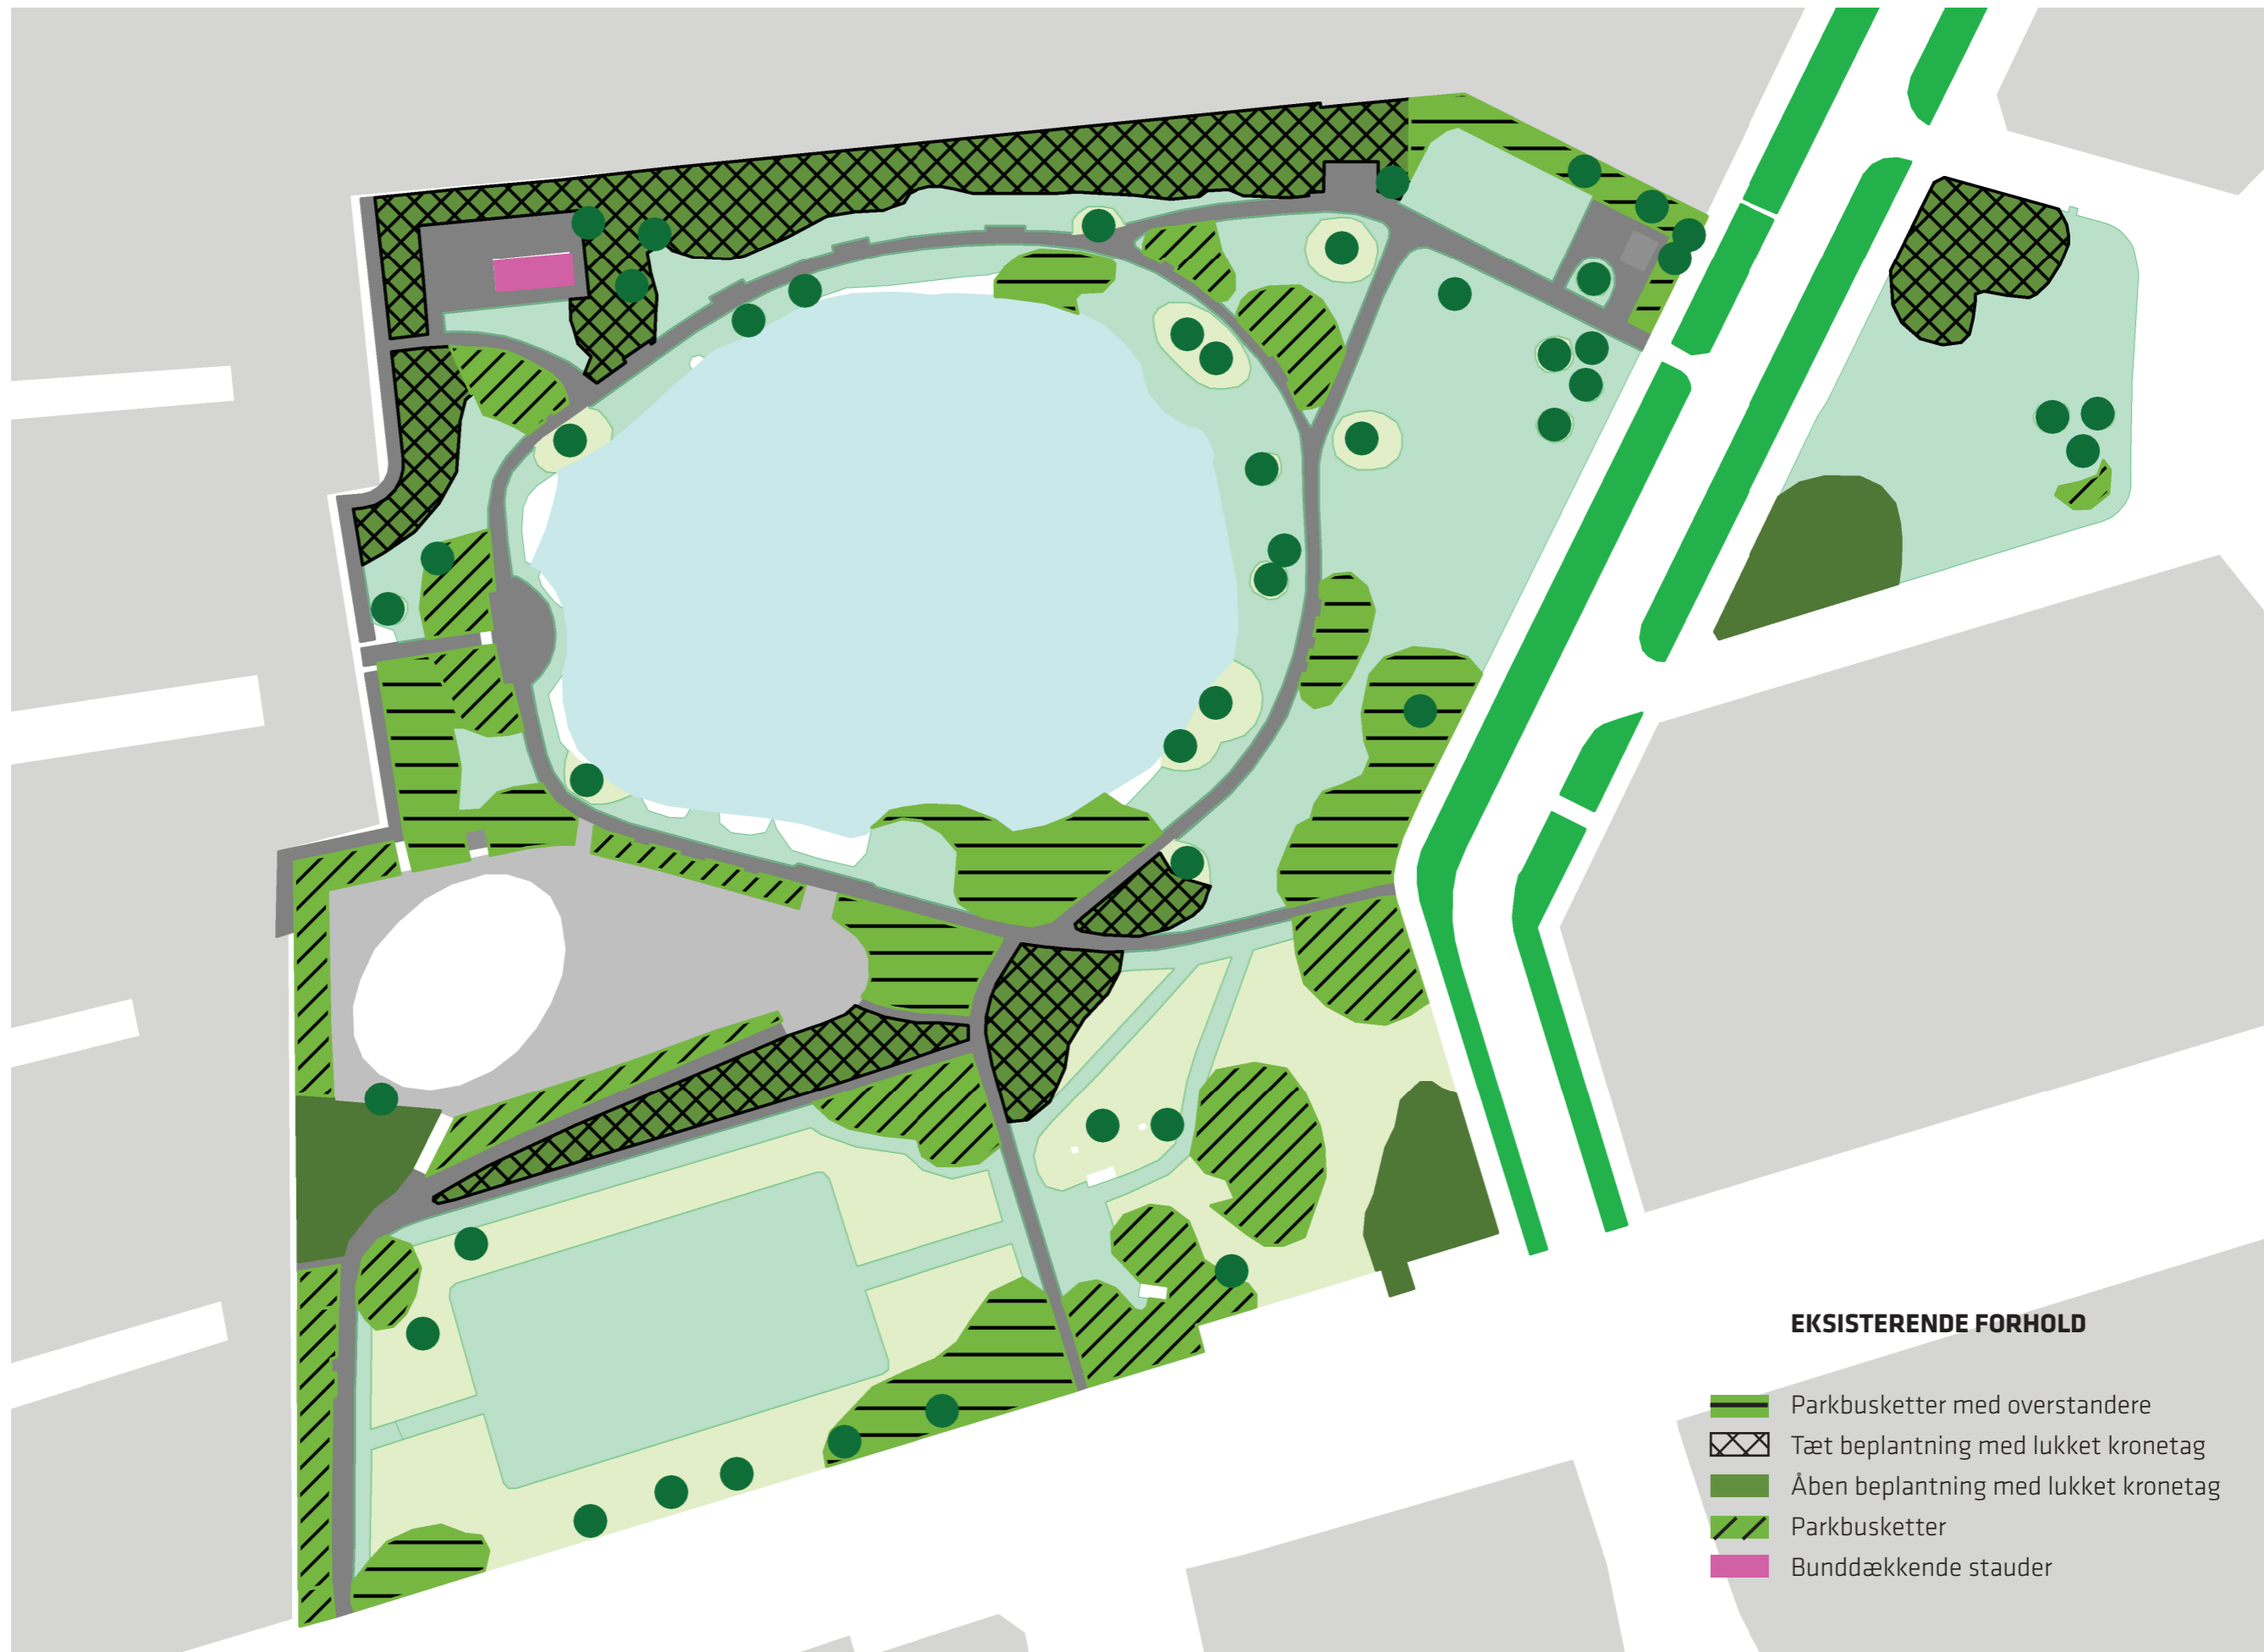 EKSISTERENDE FORHOLD
Parkbusketter med overstandere
Tæt beplantning med lukket kronetag
Åben beplantning med lukket kronetag
Parkbusketter
Bunddækkende stauder